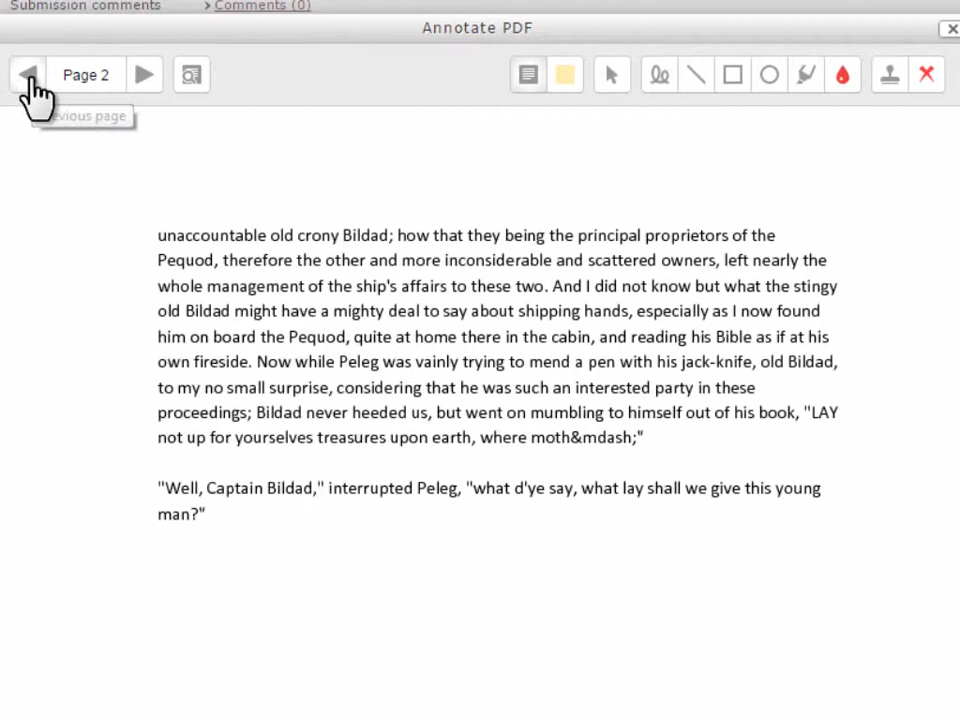 Submission comments
Comments (0)
Annotate PDF
Page 2
vious page
unaccountable old crony Bildad; how that they being the principal proprietors of the
Pequod, therefore the other and more inconsiderable and scattered owners, left nearly the
whole management of the ship's affairs to these two. And I did not know but what the stingy
old Bildad might have a mighty deal to say about shipping hands, especially as I now found
him on board the Pequod, quite at home there in the cabin, and reading his Bible as if at his
own fireside. Now while Peleg was vainly trying to mend a pen with his jack-knife, old Bildad,
to my no small surprise, considering that he was such an interested party in these
proceedings; Bildad never heeded us, but went on mumbling to himself out of his book, "LAY
not up for yourselves treasures upon earth, where moth&mdash;"
"Well, Captain Bildad," interrupted Peleg, "what d'ye say, what lay shall we give this young
man?"